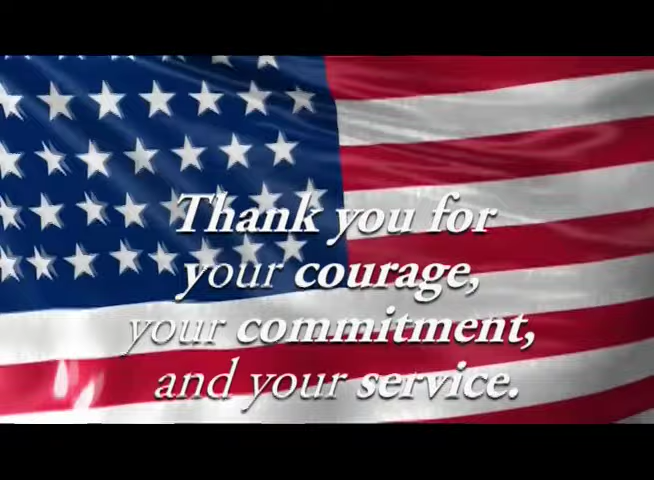 Thank you for
your courage,
your commitment,
and your service.